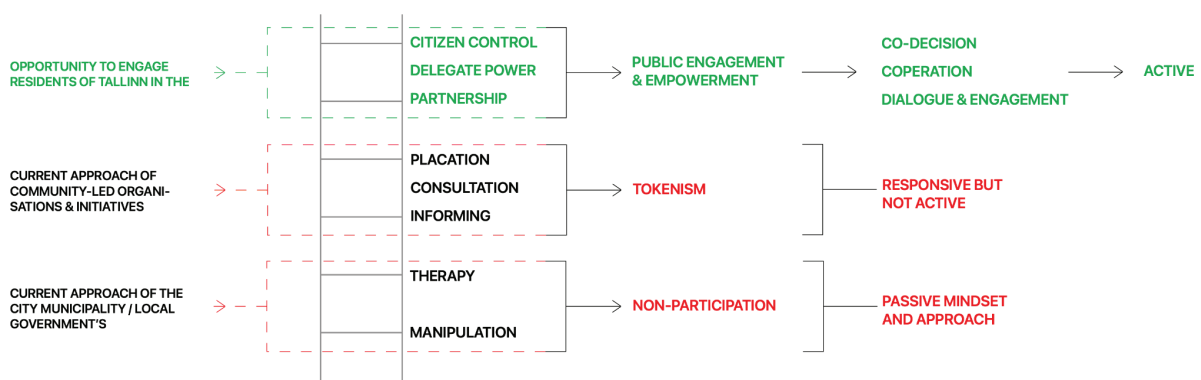 OPPORTUNITY TO ENGAGE
RESIDENTS OF TALLINN IN THE
CITIZEN CONTROL
DELEGATE POWER
PARTNERSHIP
PUBLIC ENGAGEMENT
& EMPOWERMENT
CO-DECISION
COPERATION
DIALOGUE & ENGAGEMENT
ACTIVE
CURRENT APPROACH OF
COMMUNITY-LED ORGANI-
SATIONS & INITIATIVES
PLACATION
CONSULTATION
INFORMING
TOKENISM
RESPONSIVE BUT
NOT ACTIVE
CURRENT APPROACH OF THE
CITY MUNICIPALITY / LOCAL
GOVERNMENT'S
THERAPY
MANIPULATION
NON-PARTICIPATION
PASSIVE MINDSET
AND APPROACH